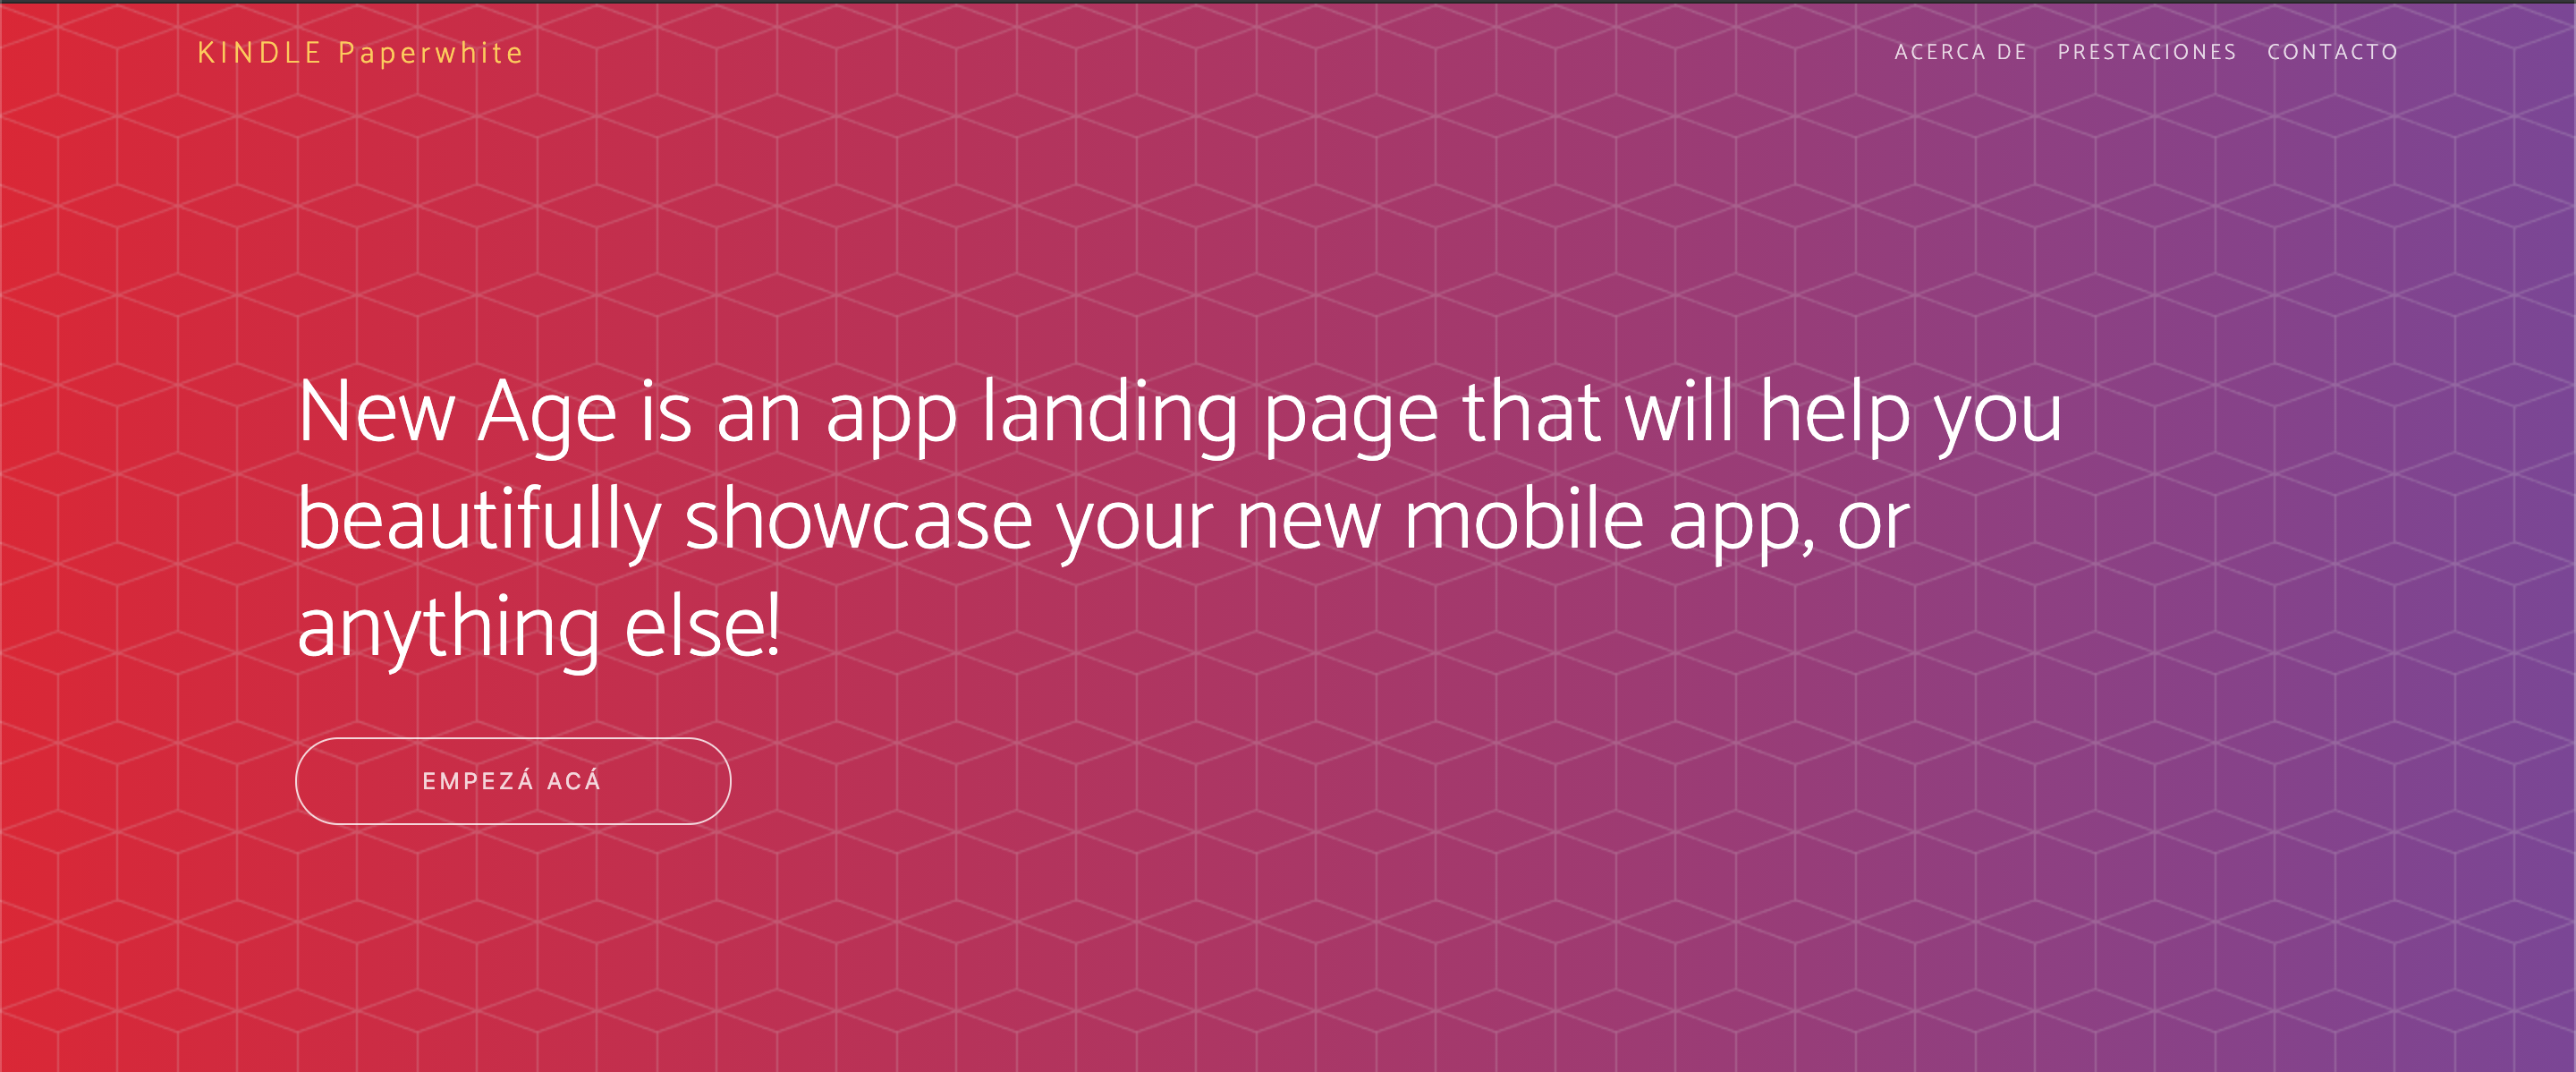 KINDLE Paperwhite
ACERCA DE PRESTACIONES CONTACTO
New Age is an app landing page that will help you
beautifully showcase your new mobile app, or
anything else!
EMPEZÁ ACÁ